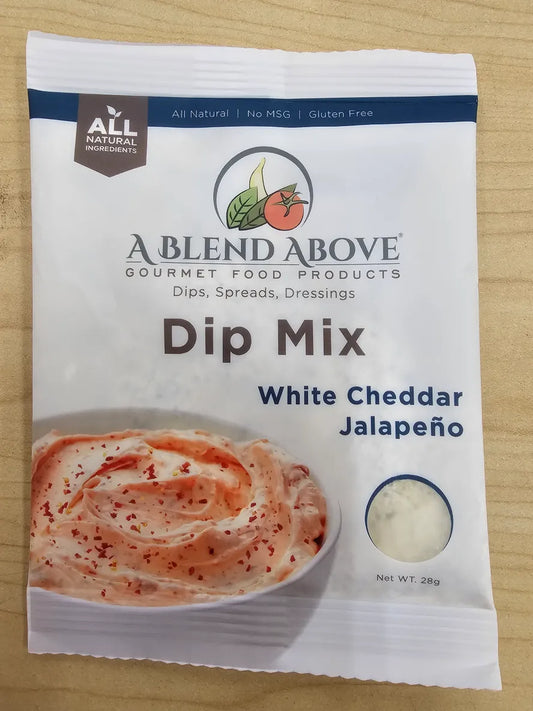 All Natural | No MSG | Gluten Free
ALL
NATURAL
INGREDIENTS
A BLEND ABOVE®
GOURMET FOOD PRODUCTS
Dips, Spreads, Dressings
Dip Mix
White Cheddar
Jalapeño
Net WT. 28g